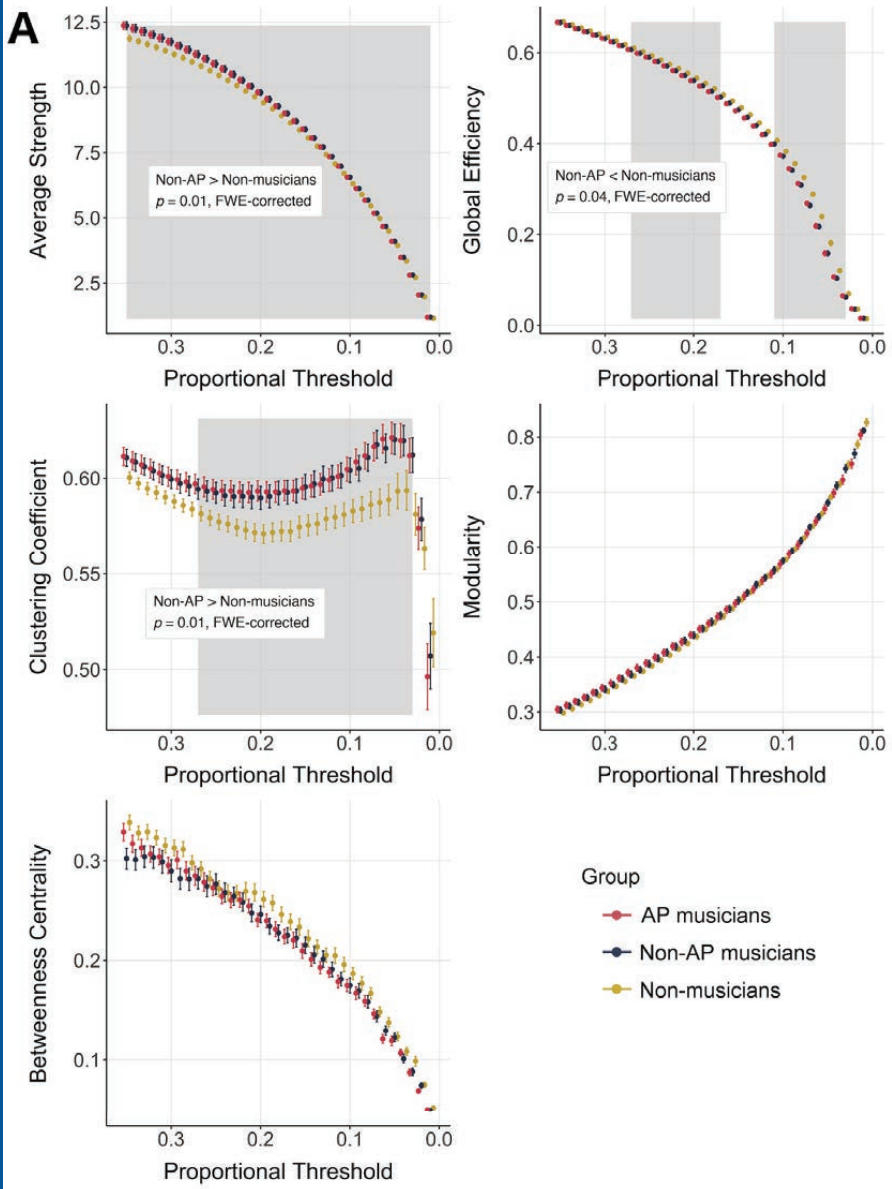 A
Average Strength
12.5
10.0
7.5
5.0
2.5
Non-AP > Non-musicians
p = 0.01, FWE-corrected
0.3 0.2 0.1 0.0
Proportional Threshold
Global Efficiency
0.6
0.4
0.2
0.0
Non-AP < Non-musicians
p = 0.04, FWE-corrected
0.3 0.2 0.1 0.0
Proportional Threshold
Clustering Coefficient
0.60
0.55
0.50
Non-AP > Non-musicians
p = 0.01, FWE-corrected
0.3 0.2 0.1 0.0
Proportional Threshold
Modularity
0.8
0.7
0.6
0.5
0.4
0.3
0.3 0.2 0.1 0.0
Proportional Threshold
Betweenness Centrality
0.3
0.2
0.1
0.3 0.2 0.1 0.0
Proportional Threshold
Group
AP musicians
Non-AP musicians
Non-musicians